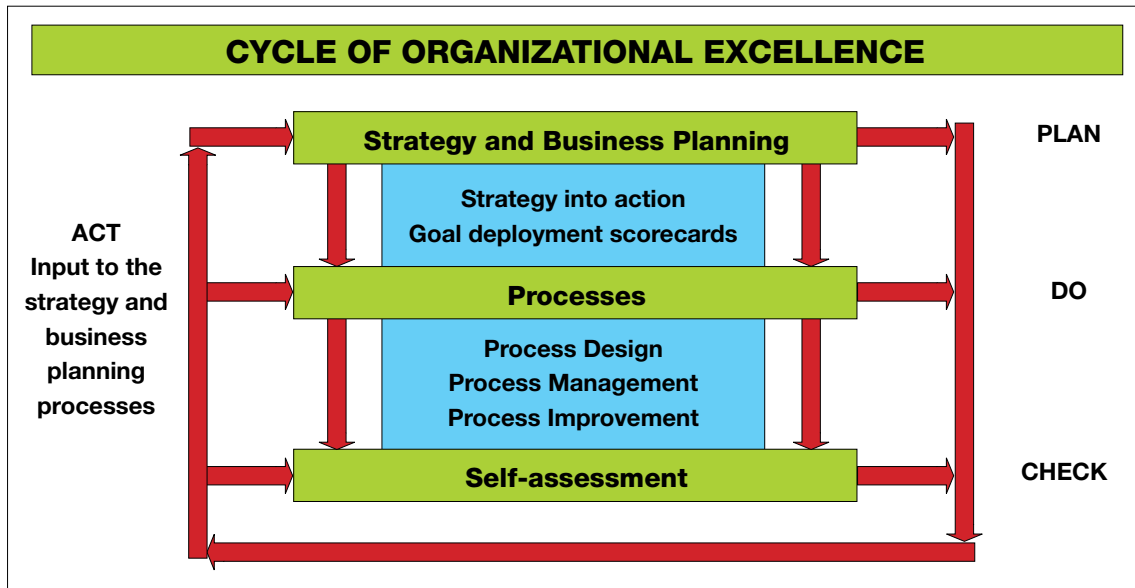 CYCLE OF ORGANIZATIONAL EXCELLENCE
Strategy and Business Planning
PLAN
Strategy into action
Goal deployment scorecards
ACT
Input to the
strategy and
business
planning
processes
Processes
DO
Process Design
Process Management
Process Improvement
Self-assessment
CHECK